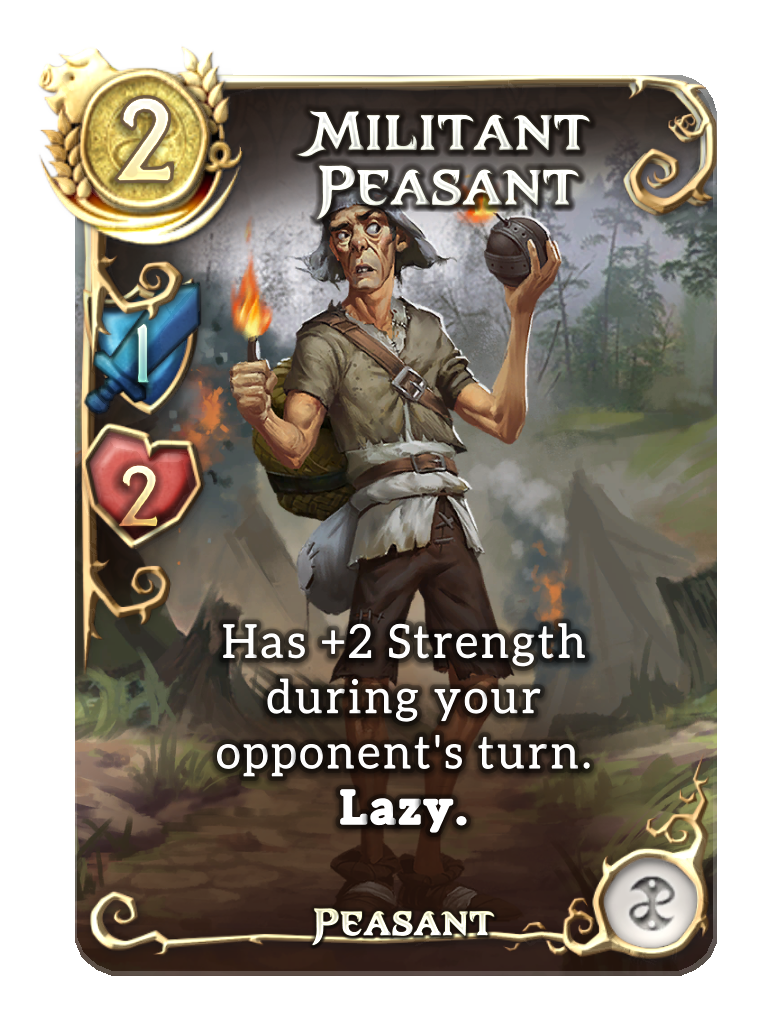 2
Militant
Peasant
1
2
Has +2 Strength
during your
opponent's turn.
Lazy.
Peasant